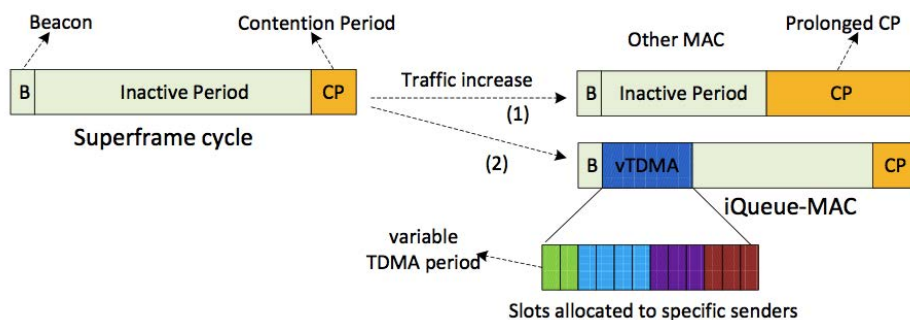 Beacon
Contention Period
Other MAC
Prolonged CP
B
Inactive Period
CP
Traffic increase
(1)
B
Inactive Period
CP
Superframe cycle
(2)
B
vTDMA
CP
iQueue-MAC
variable
TDMA period
Slots allocated to specific senders